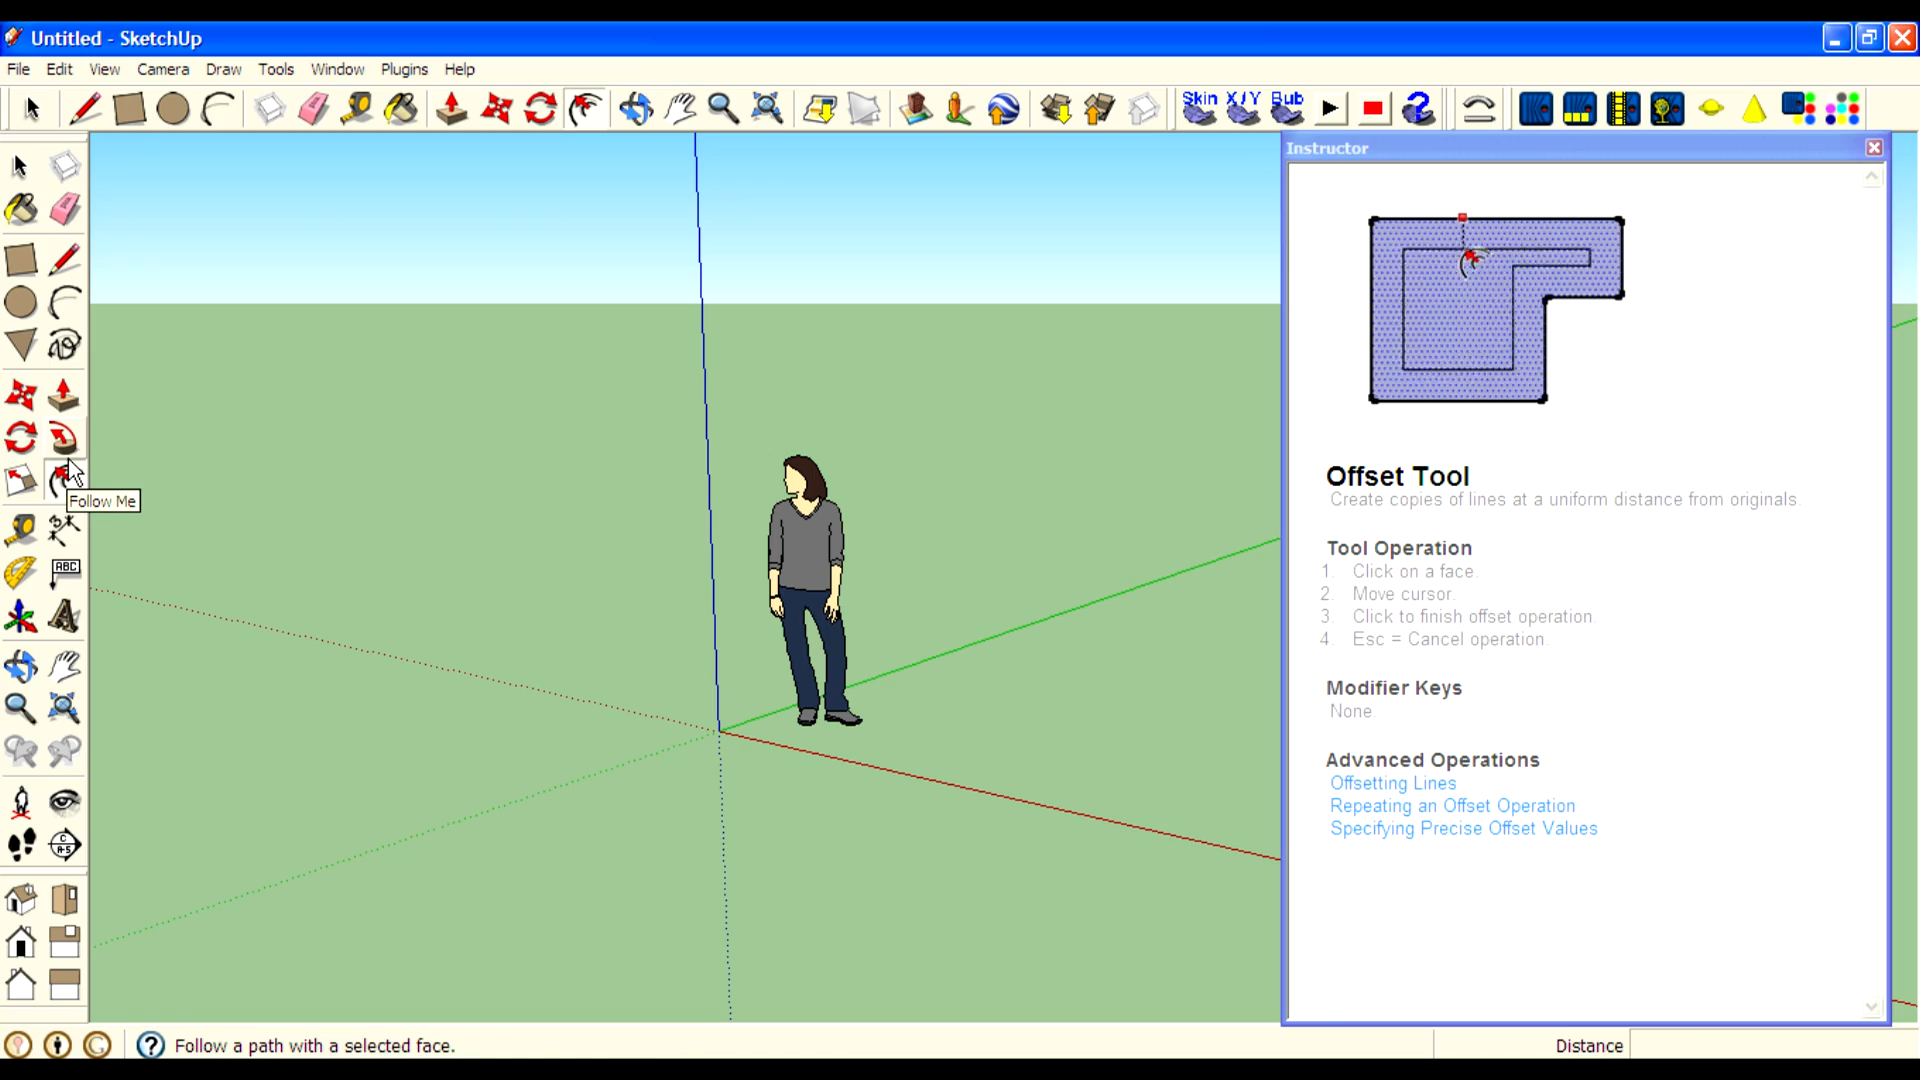 Untitled - SketchUp
File Edit View Camera Draw Tools Window Plugins Help
Skin X/Y Bub
Instructor
Follow Me
ABC
Offset Tool
Create copies of lines at a uniform distance from originals.
Tool Operation
1. Click on a face.
2. Move cursor.
3. Click to finish offset operation.
4. Esc = Cancel operation.
Modifier Keys
None.
Advanced Operations
Offsetting Lines
Repeating an Offset Operation
Specifying Precise Offset Values
Follow a path with a selected face.
Distance